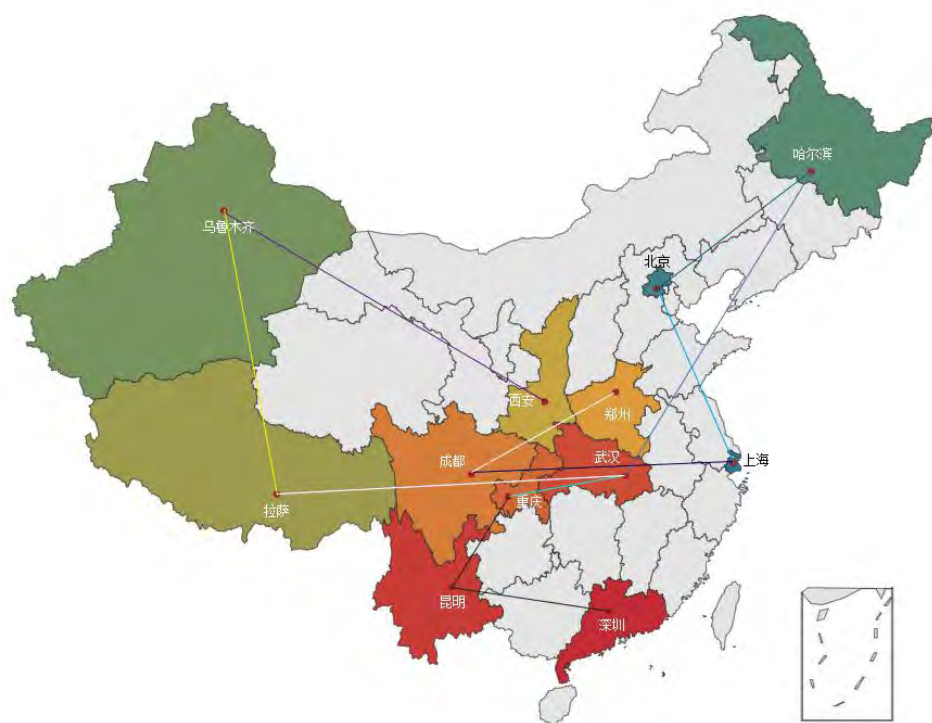 哈尔滨
乌鲁木齐
北京
西安
郑州
成都
武汉
上海
拉萨
重庆
昆明
深圳